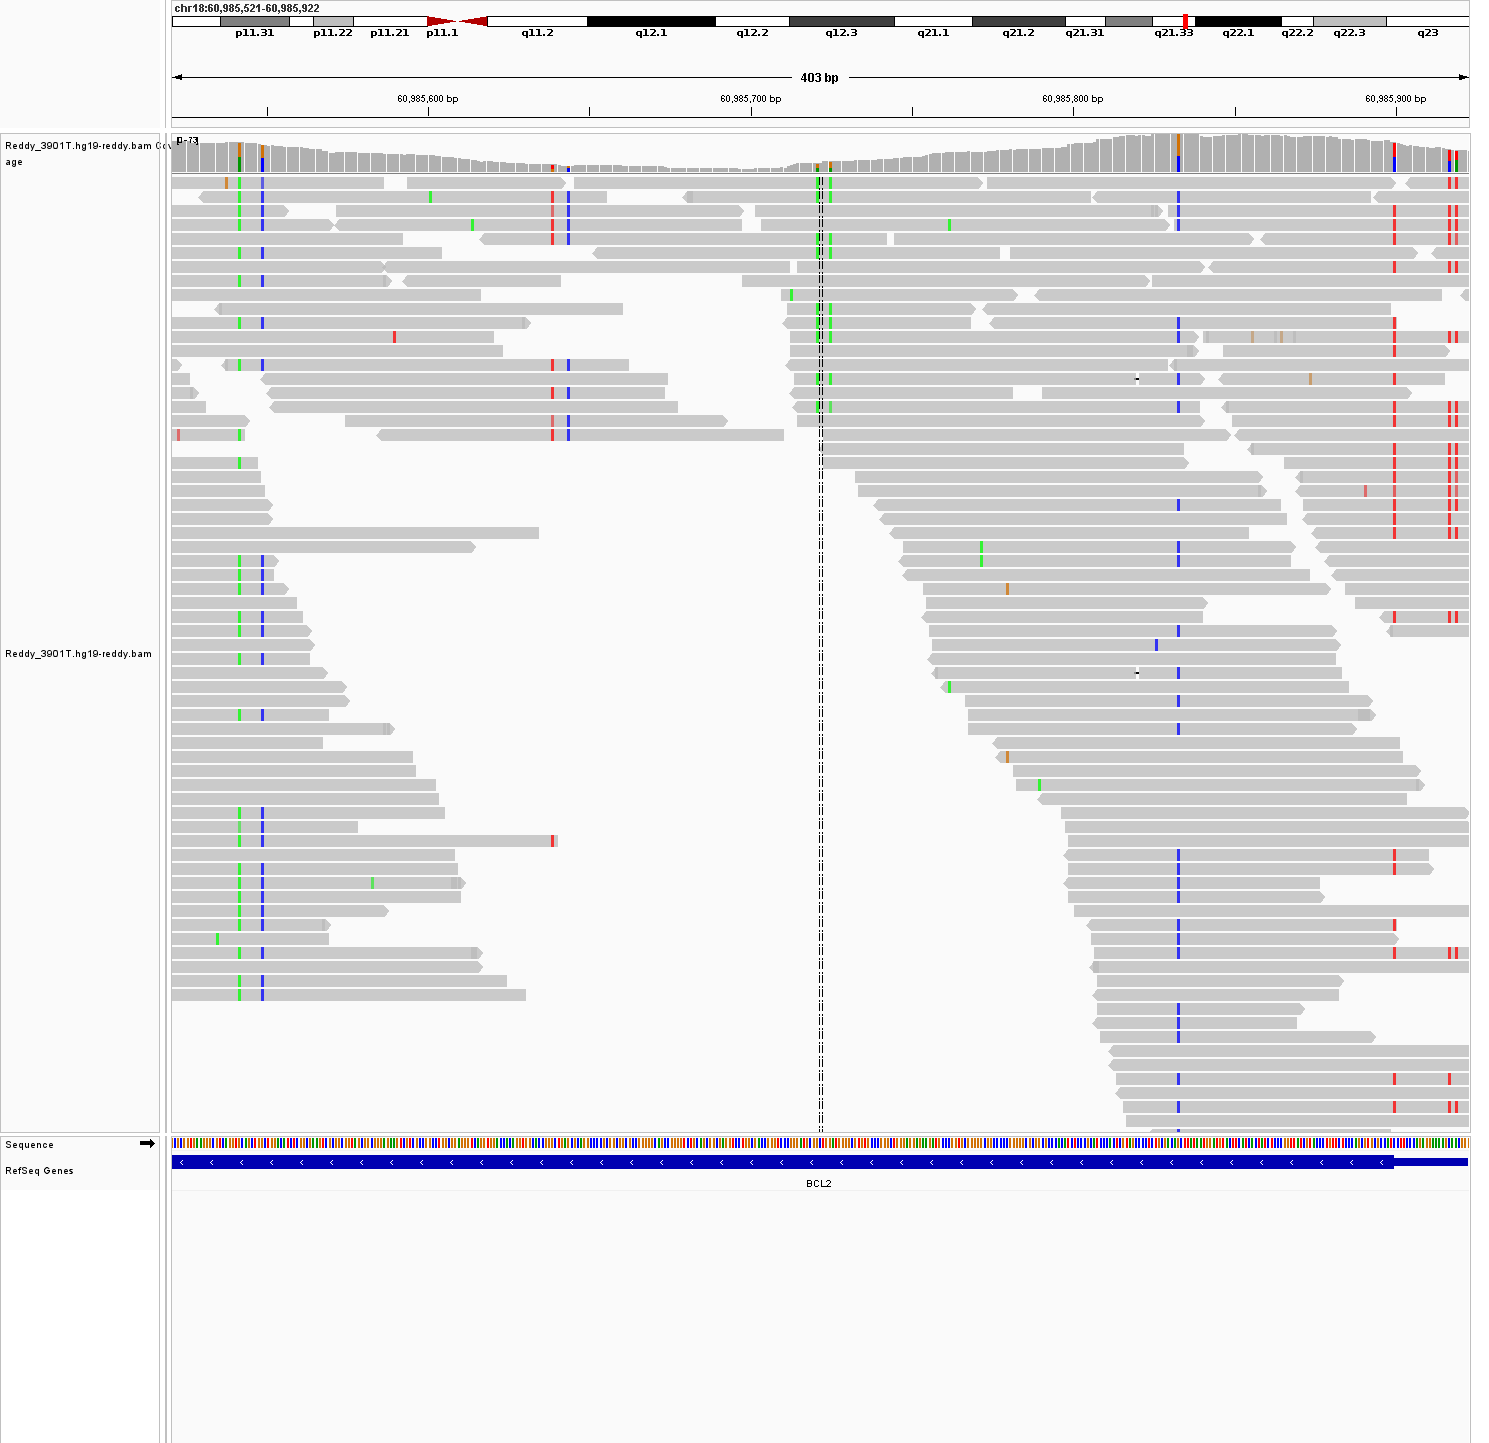 chr18:60,985,521-60,985,922
p11.31 p11.22 p11.21 p11.1 q11.2 q12.1 q12.2 q12.3 q21.1 q21.2 q21.31 q21.33 q22.1 q22.2 q22.3 q23
403 bp
60,985,600 bp 60,985,700 bp 60,985,800 bp 60,985,900 bp
Reddy_3901T.hg19-reddy.bam Cov
age
Reddy_3901T.hg19-reddy.bam
Sequence
RefSeq Genes
BCL2